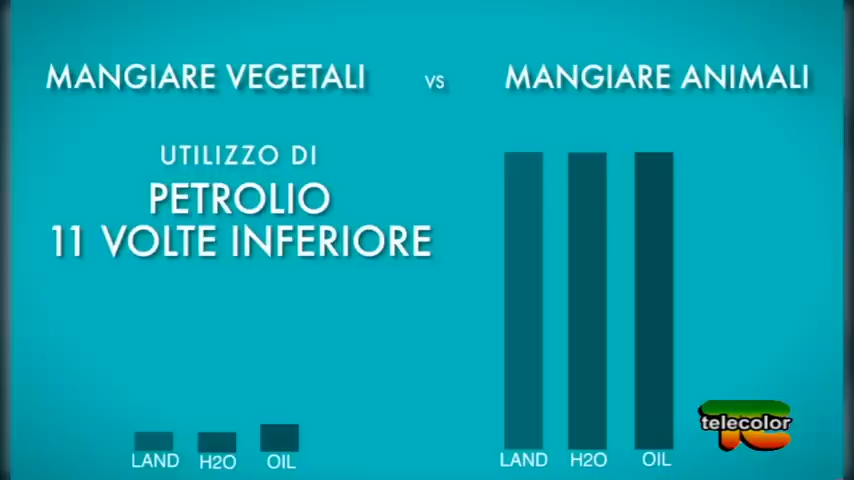 MANGIARE VEGETALI vs MANGIARE ANIMALI
UTILIZZO DI
PETROLIO
11 VOLTE INFERIORE
LAND H2O OIL
LAND H2O OIL
telecolor